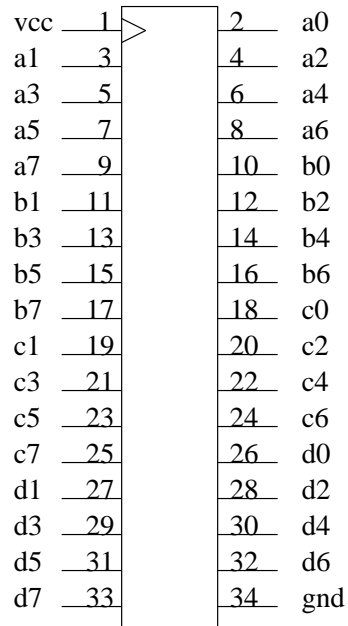 vcc 1 2 a0
a1 3 4 a2
a3 5 6 a4
a5 7 8 a6
a7 9 10 b0
b1 11 12 b2
b3 13 14 b4
b5 15 16 b6
b7 17 18 c0
c1 19 20 c2
c3 21 22 c4
c5 23 24 c6
c7 25 26 d0
d1 27 28 d2
d3 29 30 d4
d5 31 32 d6
d7 33 34 gnd